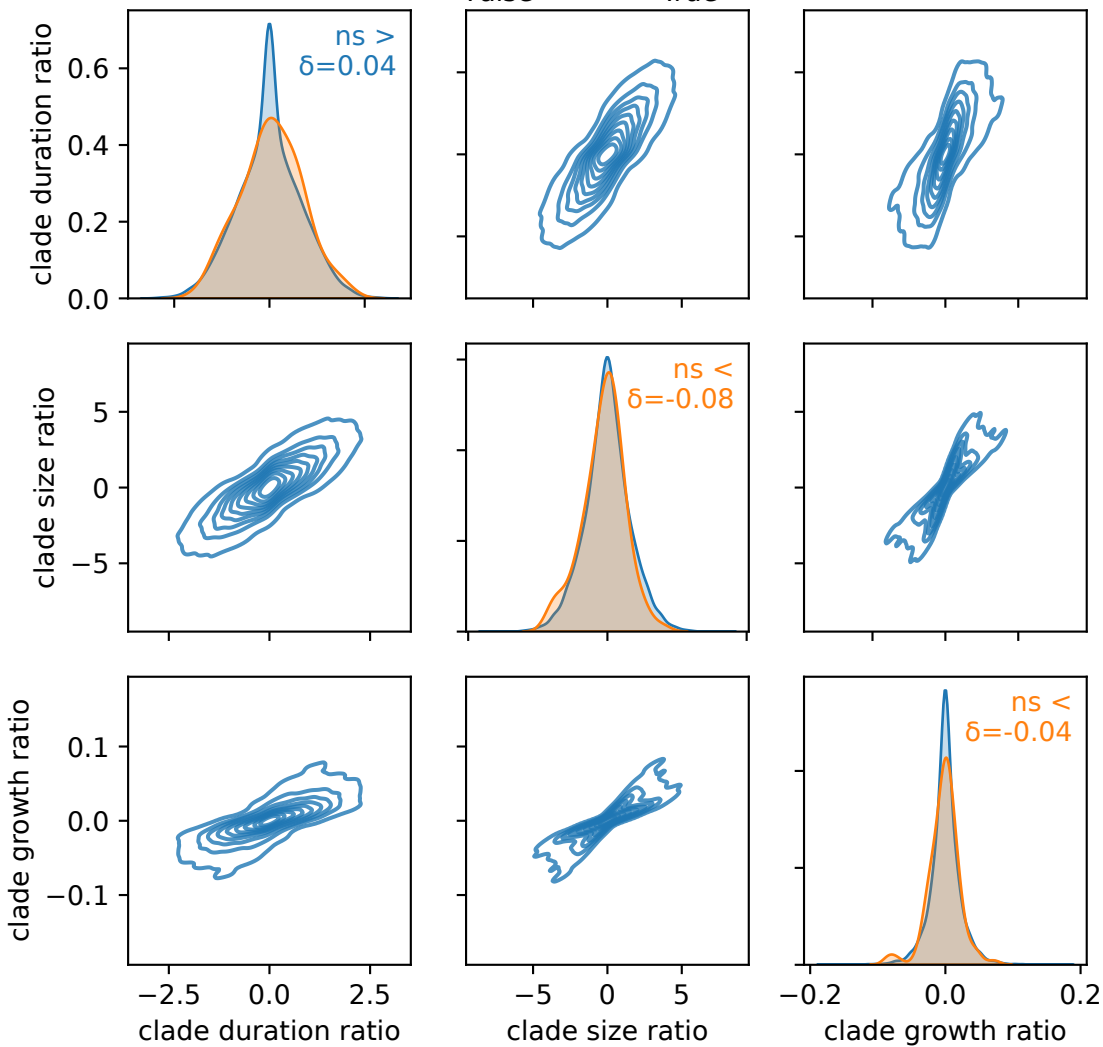 clade duration ratio
0.6
0.4
0.2
0.0
ns >
δ=0.04
clade size ratio
5
0
−5
ns <
δ=-0.08
clade growth ratio
0.1
0.0
−0.1
ns <
δ=-0.04
−2.5 0.0 2.5
−5 0 5
−0.2 0.0 0.2
clade duration ratio
clade size ratio
clade growth ratio